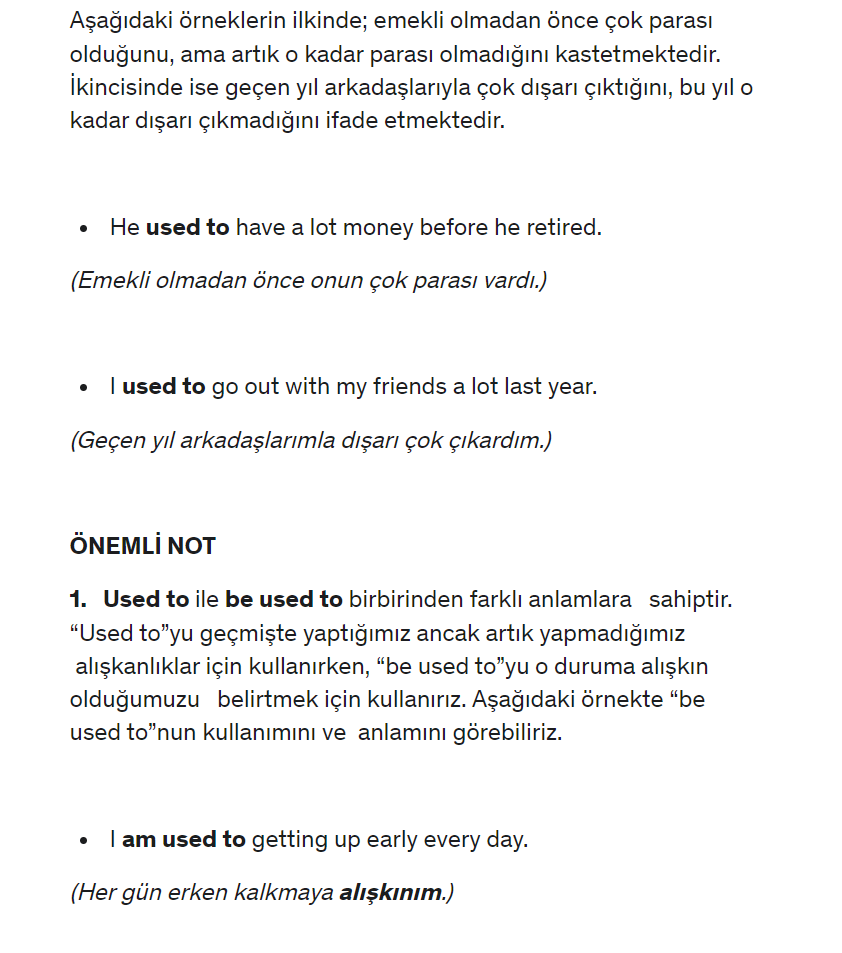 Aşağıdaki örneklerin ilkinde; emekli olmadan önce çok parası
olduğunu, ama artık o kadar parası olmadığını kastetmektedir.
İkincisinde ise geçen yıl arkadaşlarıyla çok dışarı çıktığını, bu yıl o
kadar dışarı çıkmadığını ifade etmektedir.
• He used to have a lot money before he retired.
(Emekli olmadan önce onun çok parası vardı.)
• I used to go out with my friends a lot last year.
(Geçen yıl arkadaşlarımla dışarı çok çıkardım.)
ÖNEMLİ NOT
1. Used to ile be used to birbirinden farklı anlamlara sahiptir.
“Used to”yu geçmişte yaptığımız ancak artık yapmadığımız
alışkanlıklar için kullanırken, “be used to”yu o duruma alışkın
olduğumuzu belirtmek için kullanırız. Aşağıdaki örnekte “be
used to”nun kullanımını ve anlamını görebiliriz.
• I am used to getting up early every day.
(Her gün erken kalkmaya alışkınım.)